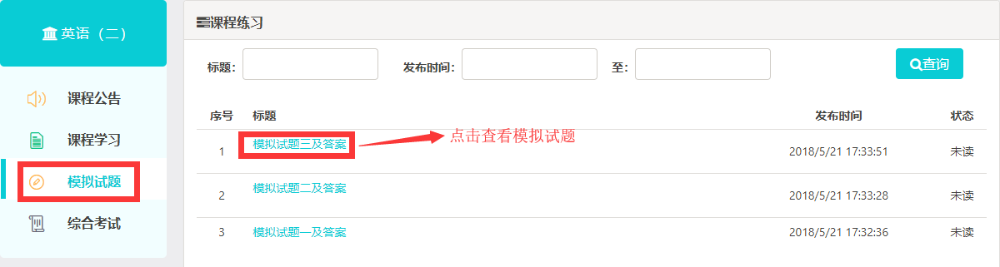 英语（二）
课程公告
课程学习
模拟试题
综合考试
课程练习
标题: 发布时间: 至: 查询
序号 标题 发布时间 状态
1 模拟试题三及答案 点击查看模拟试题 2018/5/21 17:33:51 未读
2 模拟试题二及答案 2018/5/21 17:33:28 未读
3 模拟试题一及答案 2018/5/21 17:32:36 未读